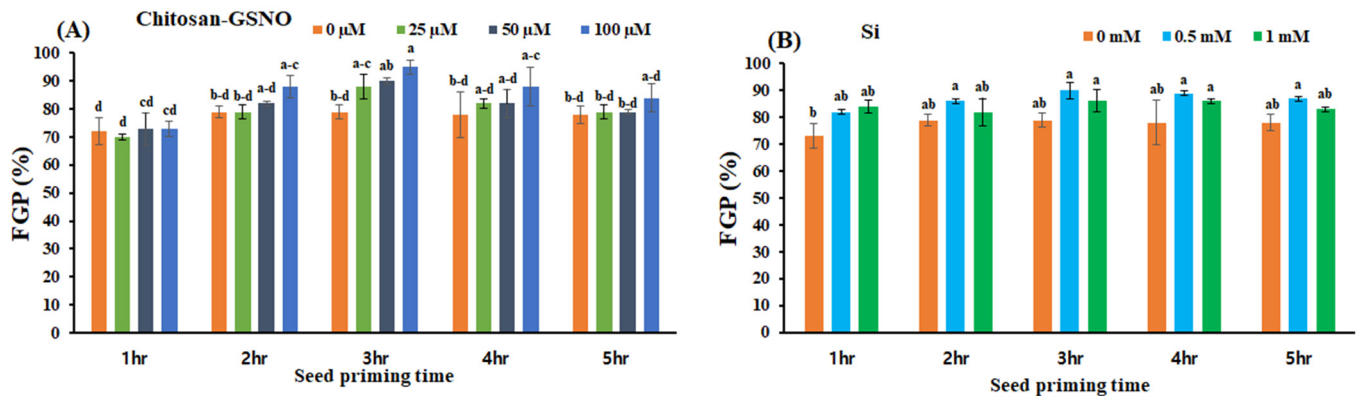 (A) Chitosan-GSNO
0 μM 25 μM 50 μM 100 μM
FGP (%)
100
90
80
70
60
50
40
30
20
10
0
d d cd cd
b-d b-d a-d a-c
b-d a-c ab a
b-d a-d a-d a-c
b-d b-d b-d a-d
1hr 2hr 3hr 4hr 5hr
Seed priming time
(B) Si
0 mM 0.5 mM 1 mM
FGP (%)
100
90
80
70
60
50
40
30
20
10
0
b ab ab
ab a ab
ab a a
ab a a
ab a ab
1hr 2hr 3hr 4hr 5hr
Seed priming time